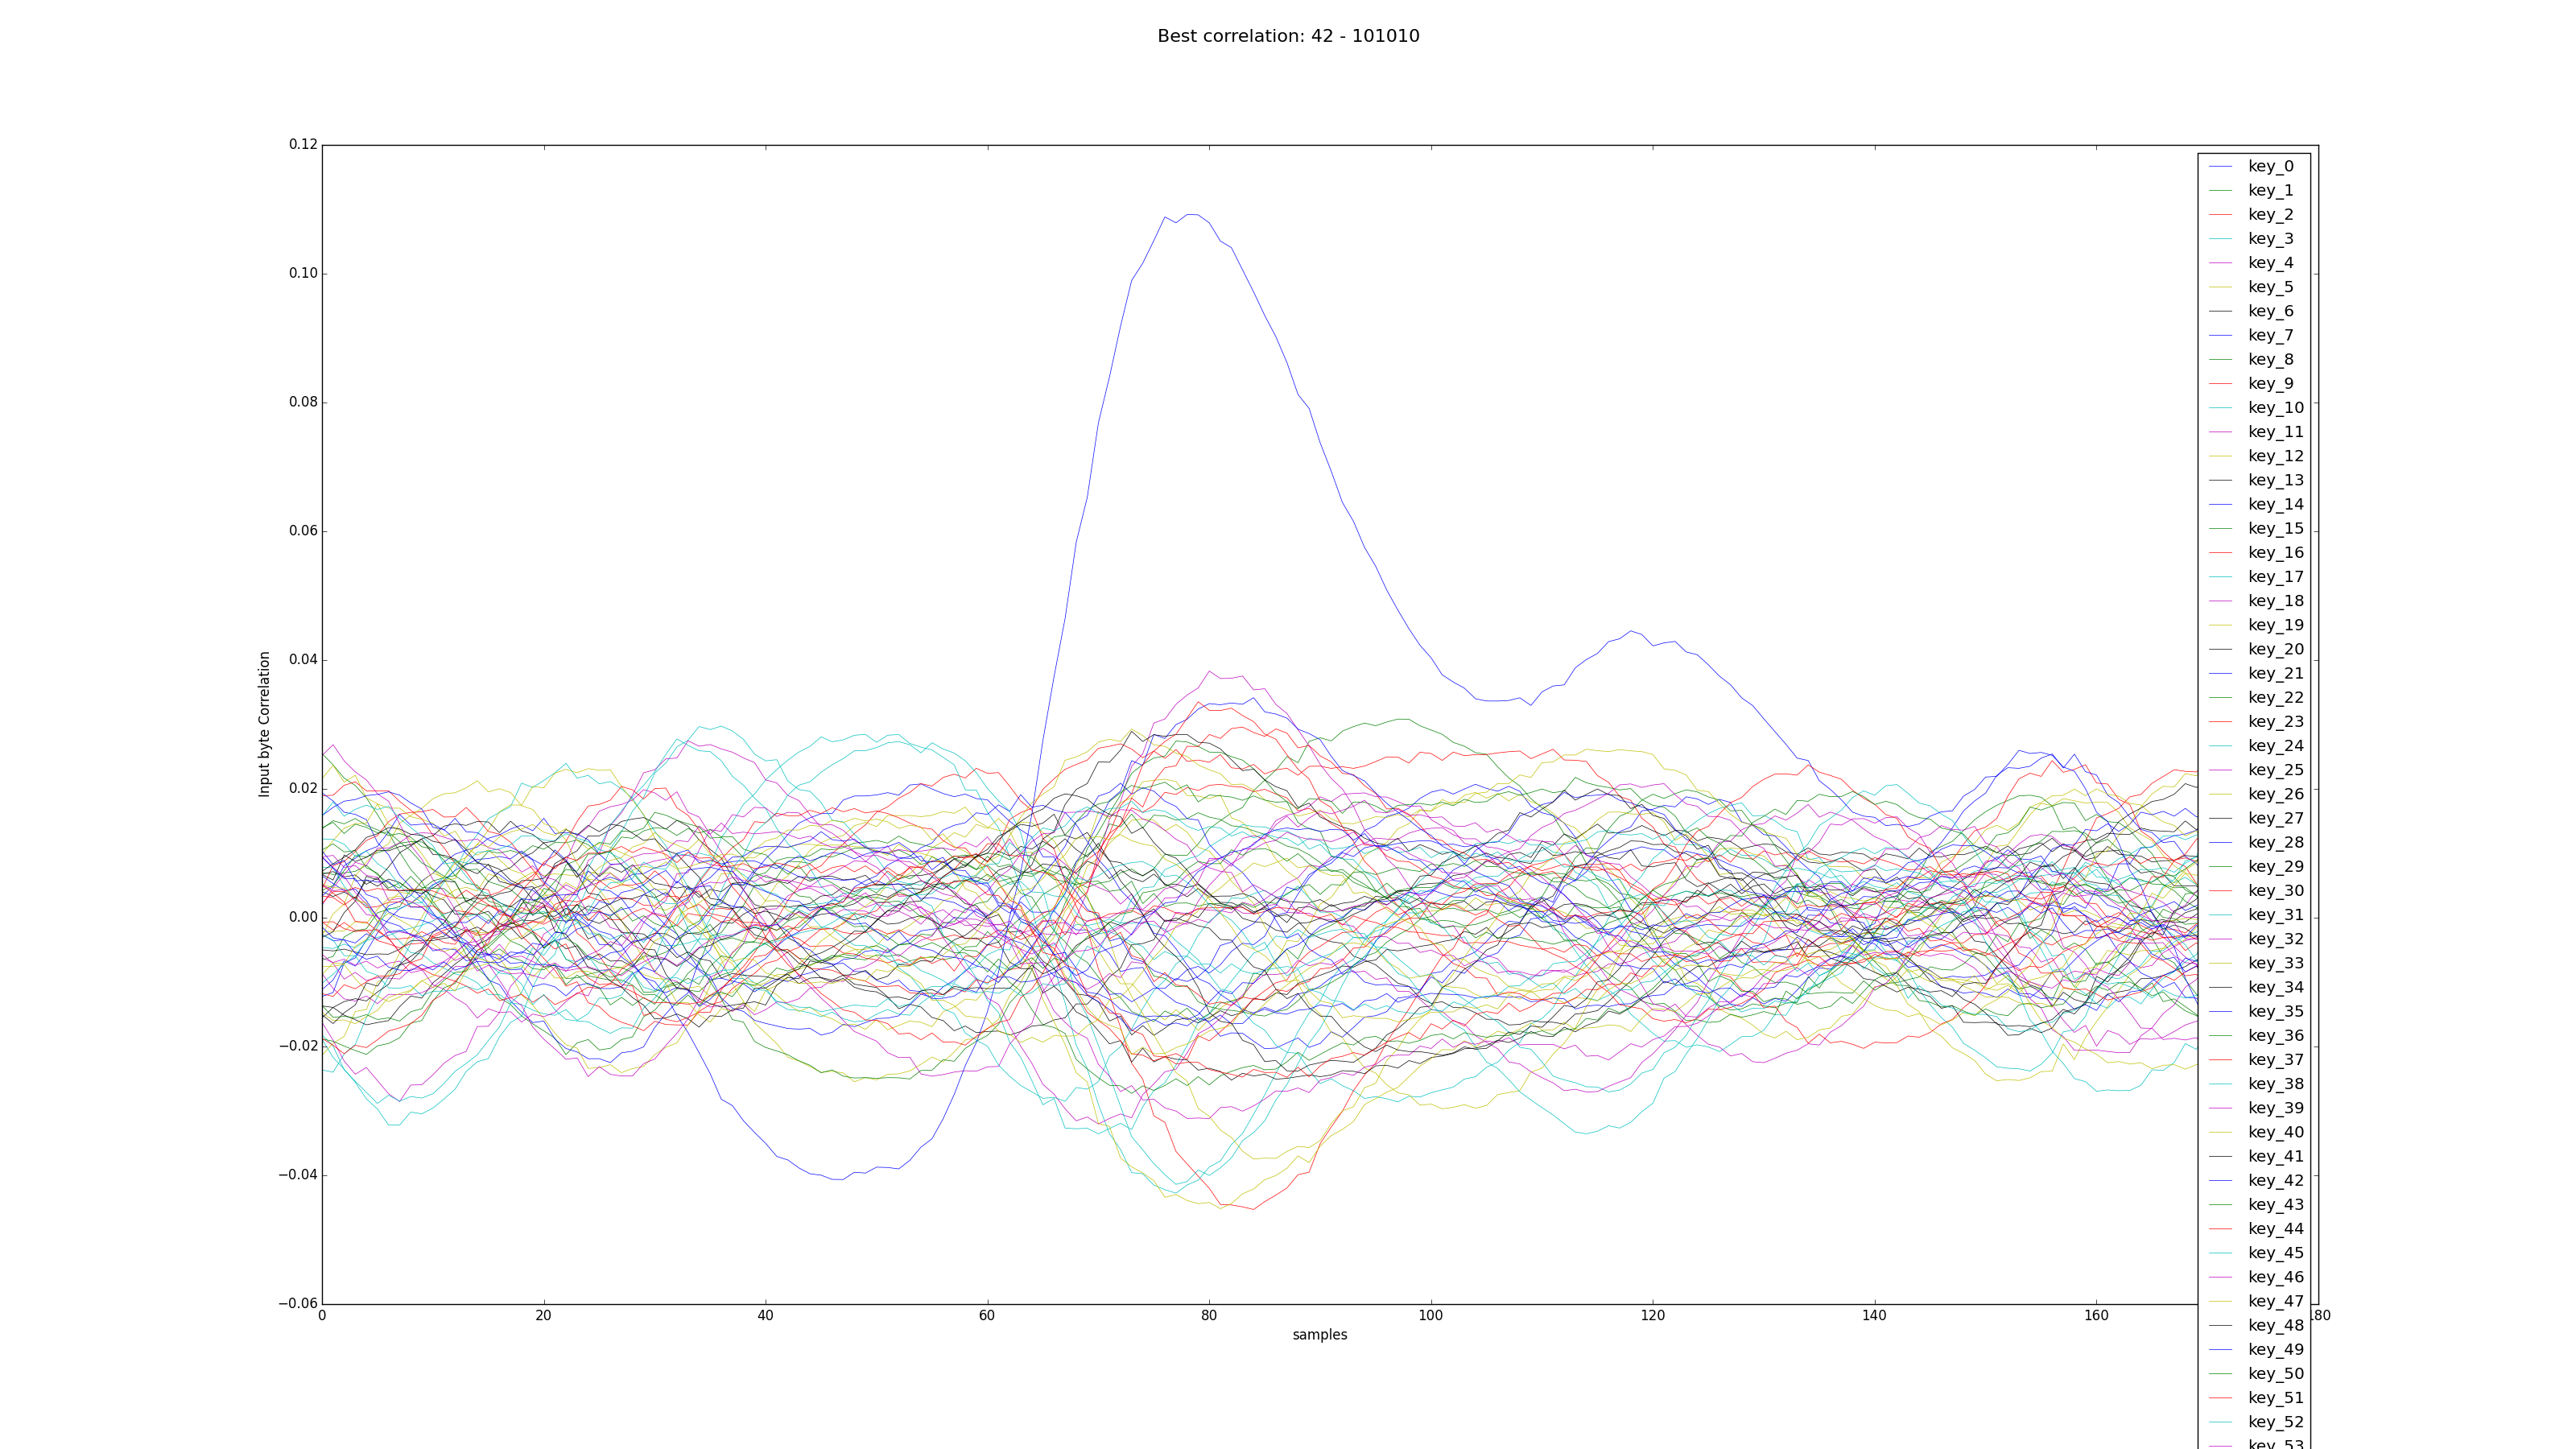 Best correlation: 42 - 101010
0.12
0.10
0.08
0.06
0.04
0.02
0.00
−0.02
−0.04
−0.06
Input byte Correlation
0
20
40
60
80
100
120
140
160
180
samples
key_0
key_1
key_2
key_3
key_4
key_5
key_6
key_7
key_8
key_9
key_10
key_11
key_12
key_13
key_14
key_15
key_16
key_17
key_18
key_19
key_20
key_21
key_22
key_23
key_24
key_25
key_26
key_27
key_28
key_29
key_30
key_31
key_32
key_33
key_34
key_35
key_36
key_37
key_38
key_39
key_40
key_41
key_42
key_43
key_44
key_45
key_46
key_47
key_48
key_49
key_50
key_51
key_52
key_53